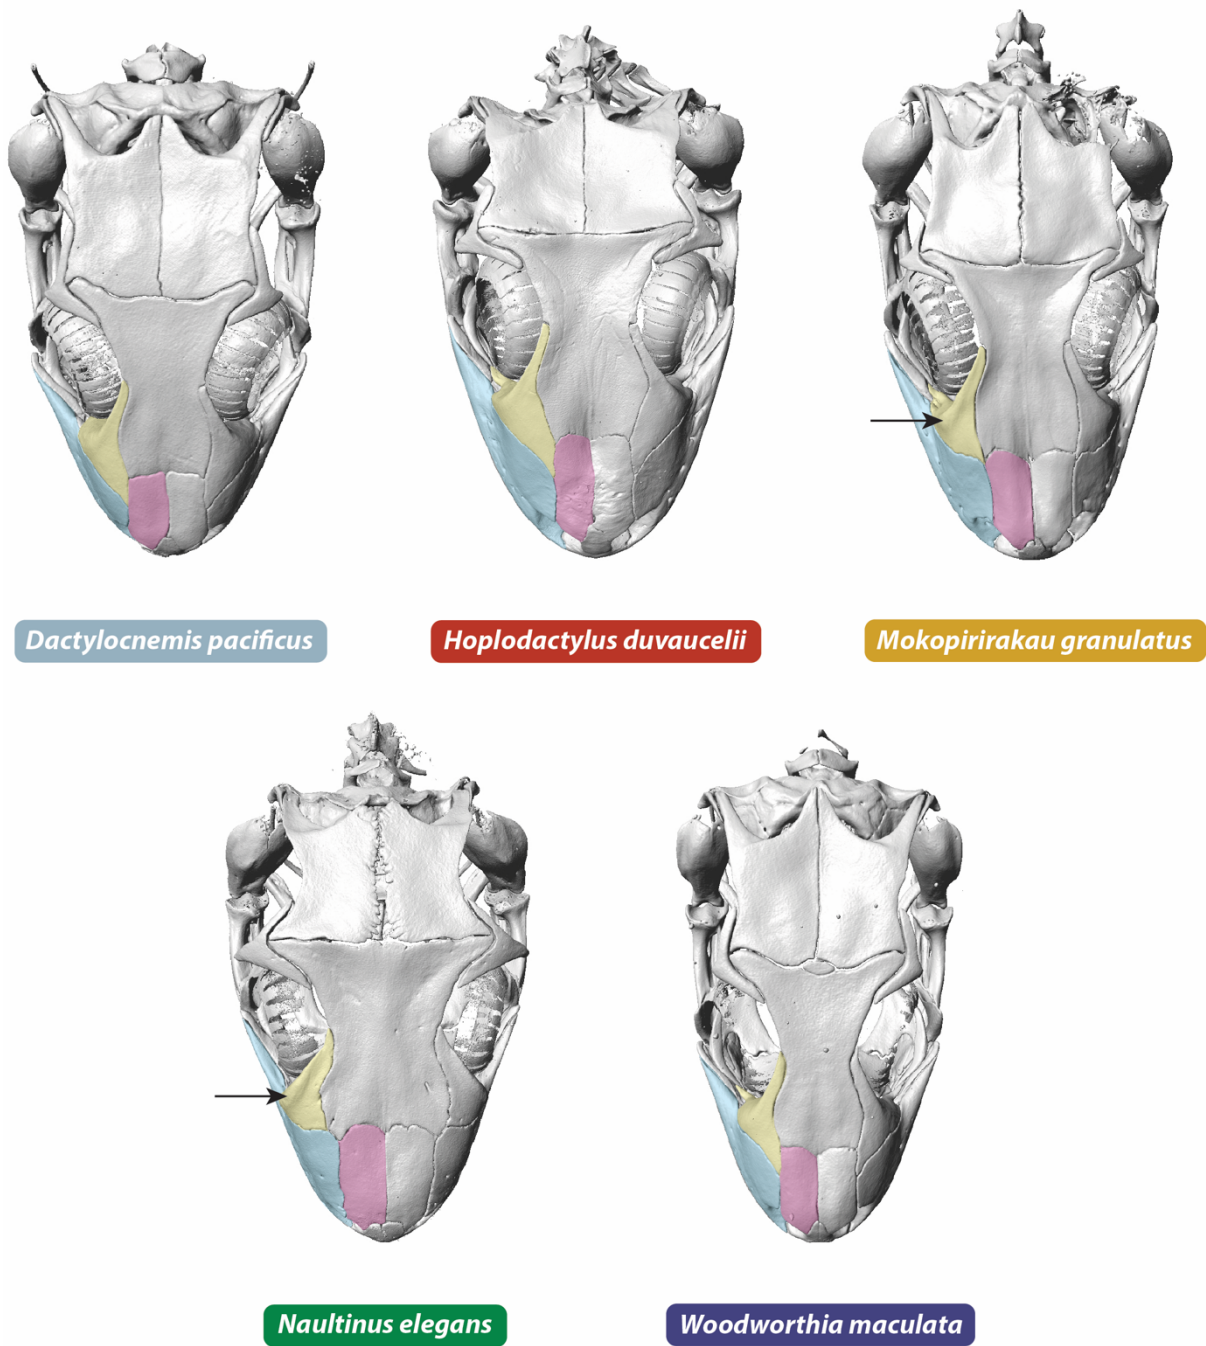 Dactylocnemis pacificus
Hoplodactylus duvaucelii
Mokopirirakau granulatus
Naultinus elegans
Woodworthia maculata